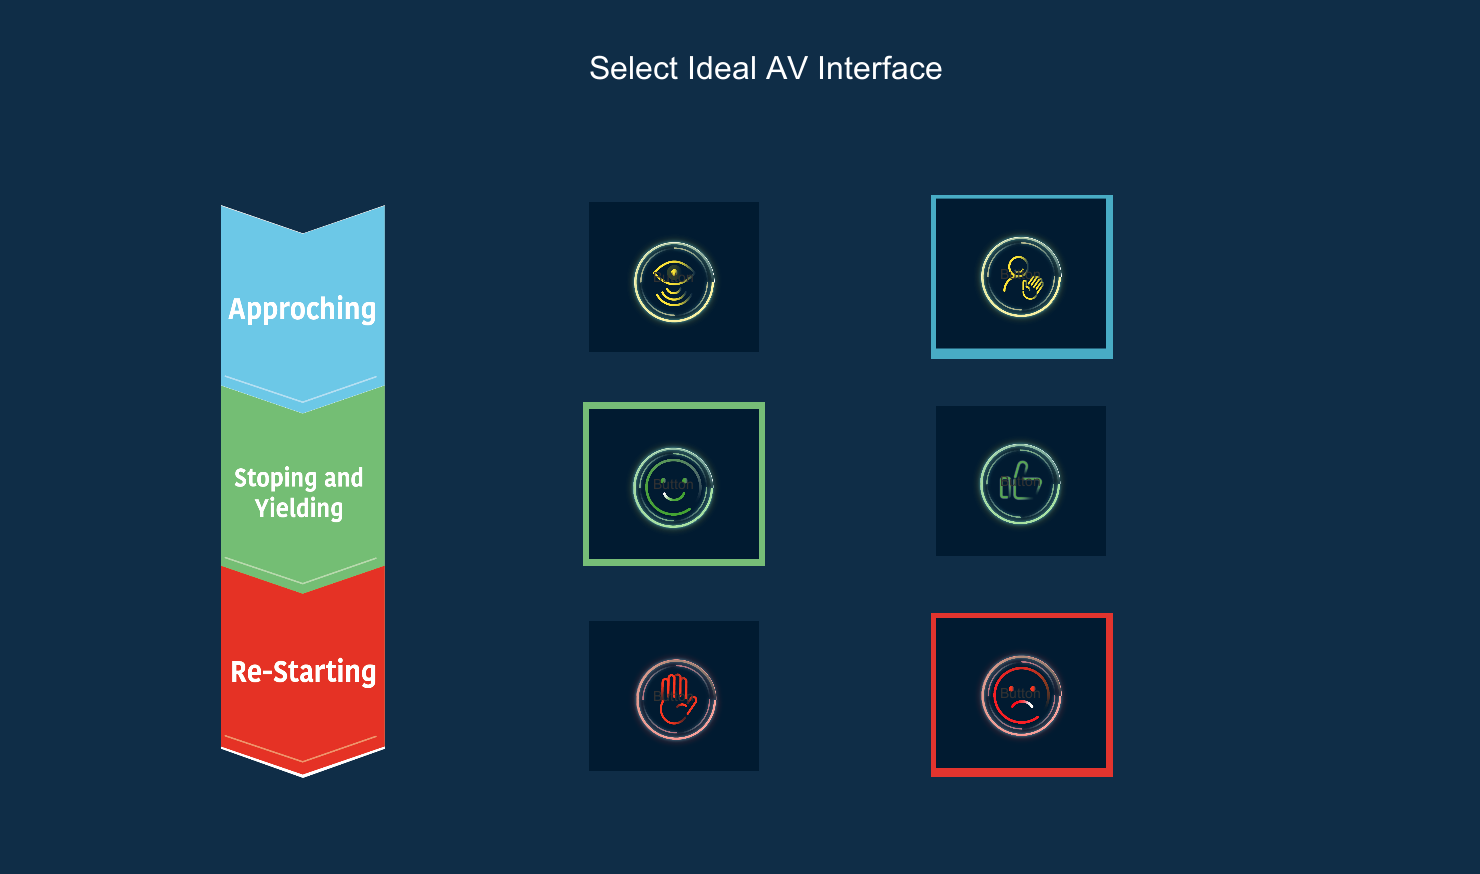 Select Ideal AV Interface
Approching
Button
Button
Stoping and
Yielding
Button
Button
Re-Starting
Button
Button